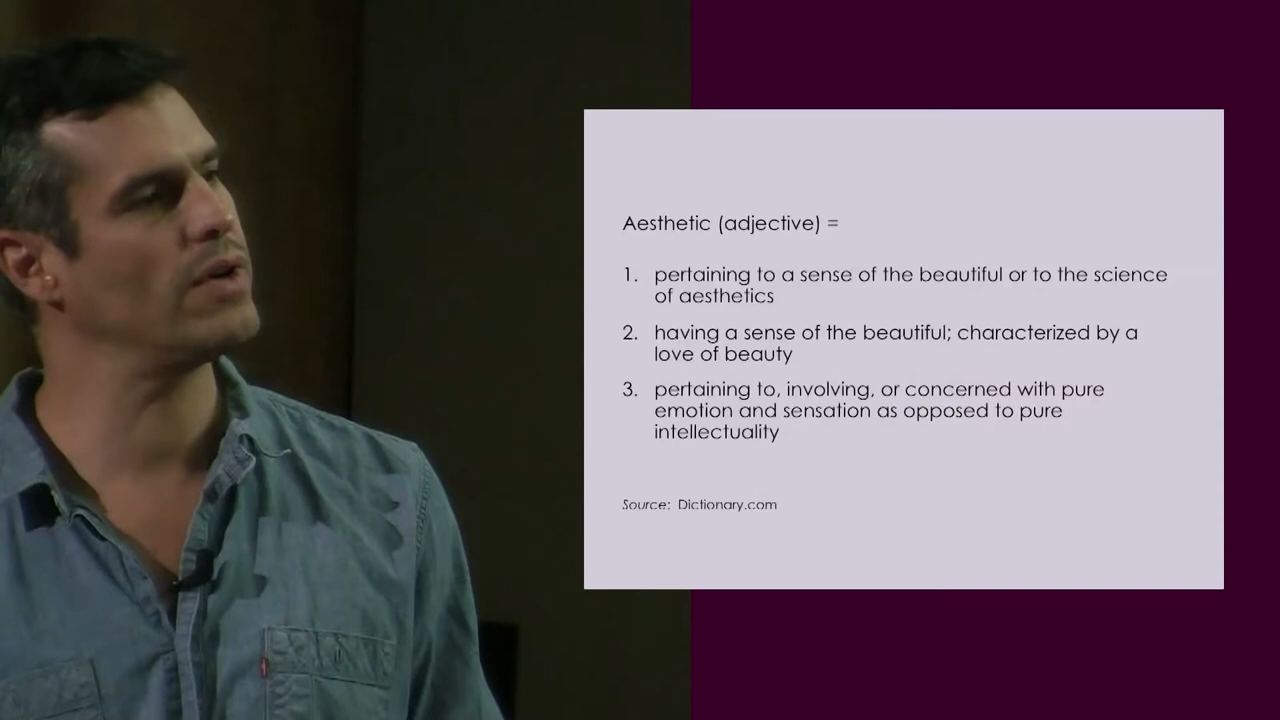 Aesthetic (adjective) =
1. pertaining to a sense of the beautiful or to the science
of aesthetics
2. having a sense of the beautiful; characterized by a
love of beauty
3. pertaining to, involving, or concerned with pure
emotion and sensation as opposed to pure
intellectuality
Source: Dictionary.com